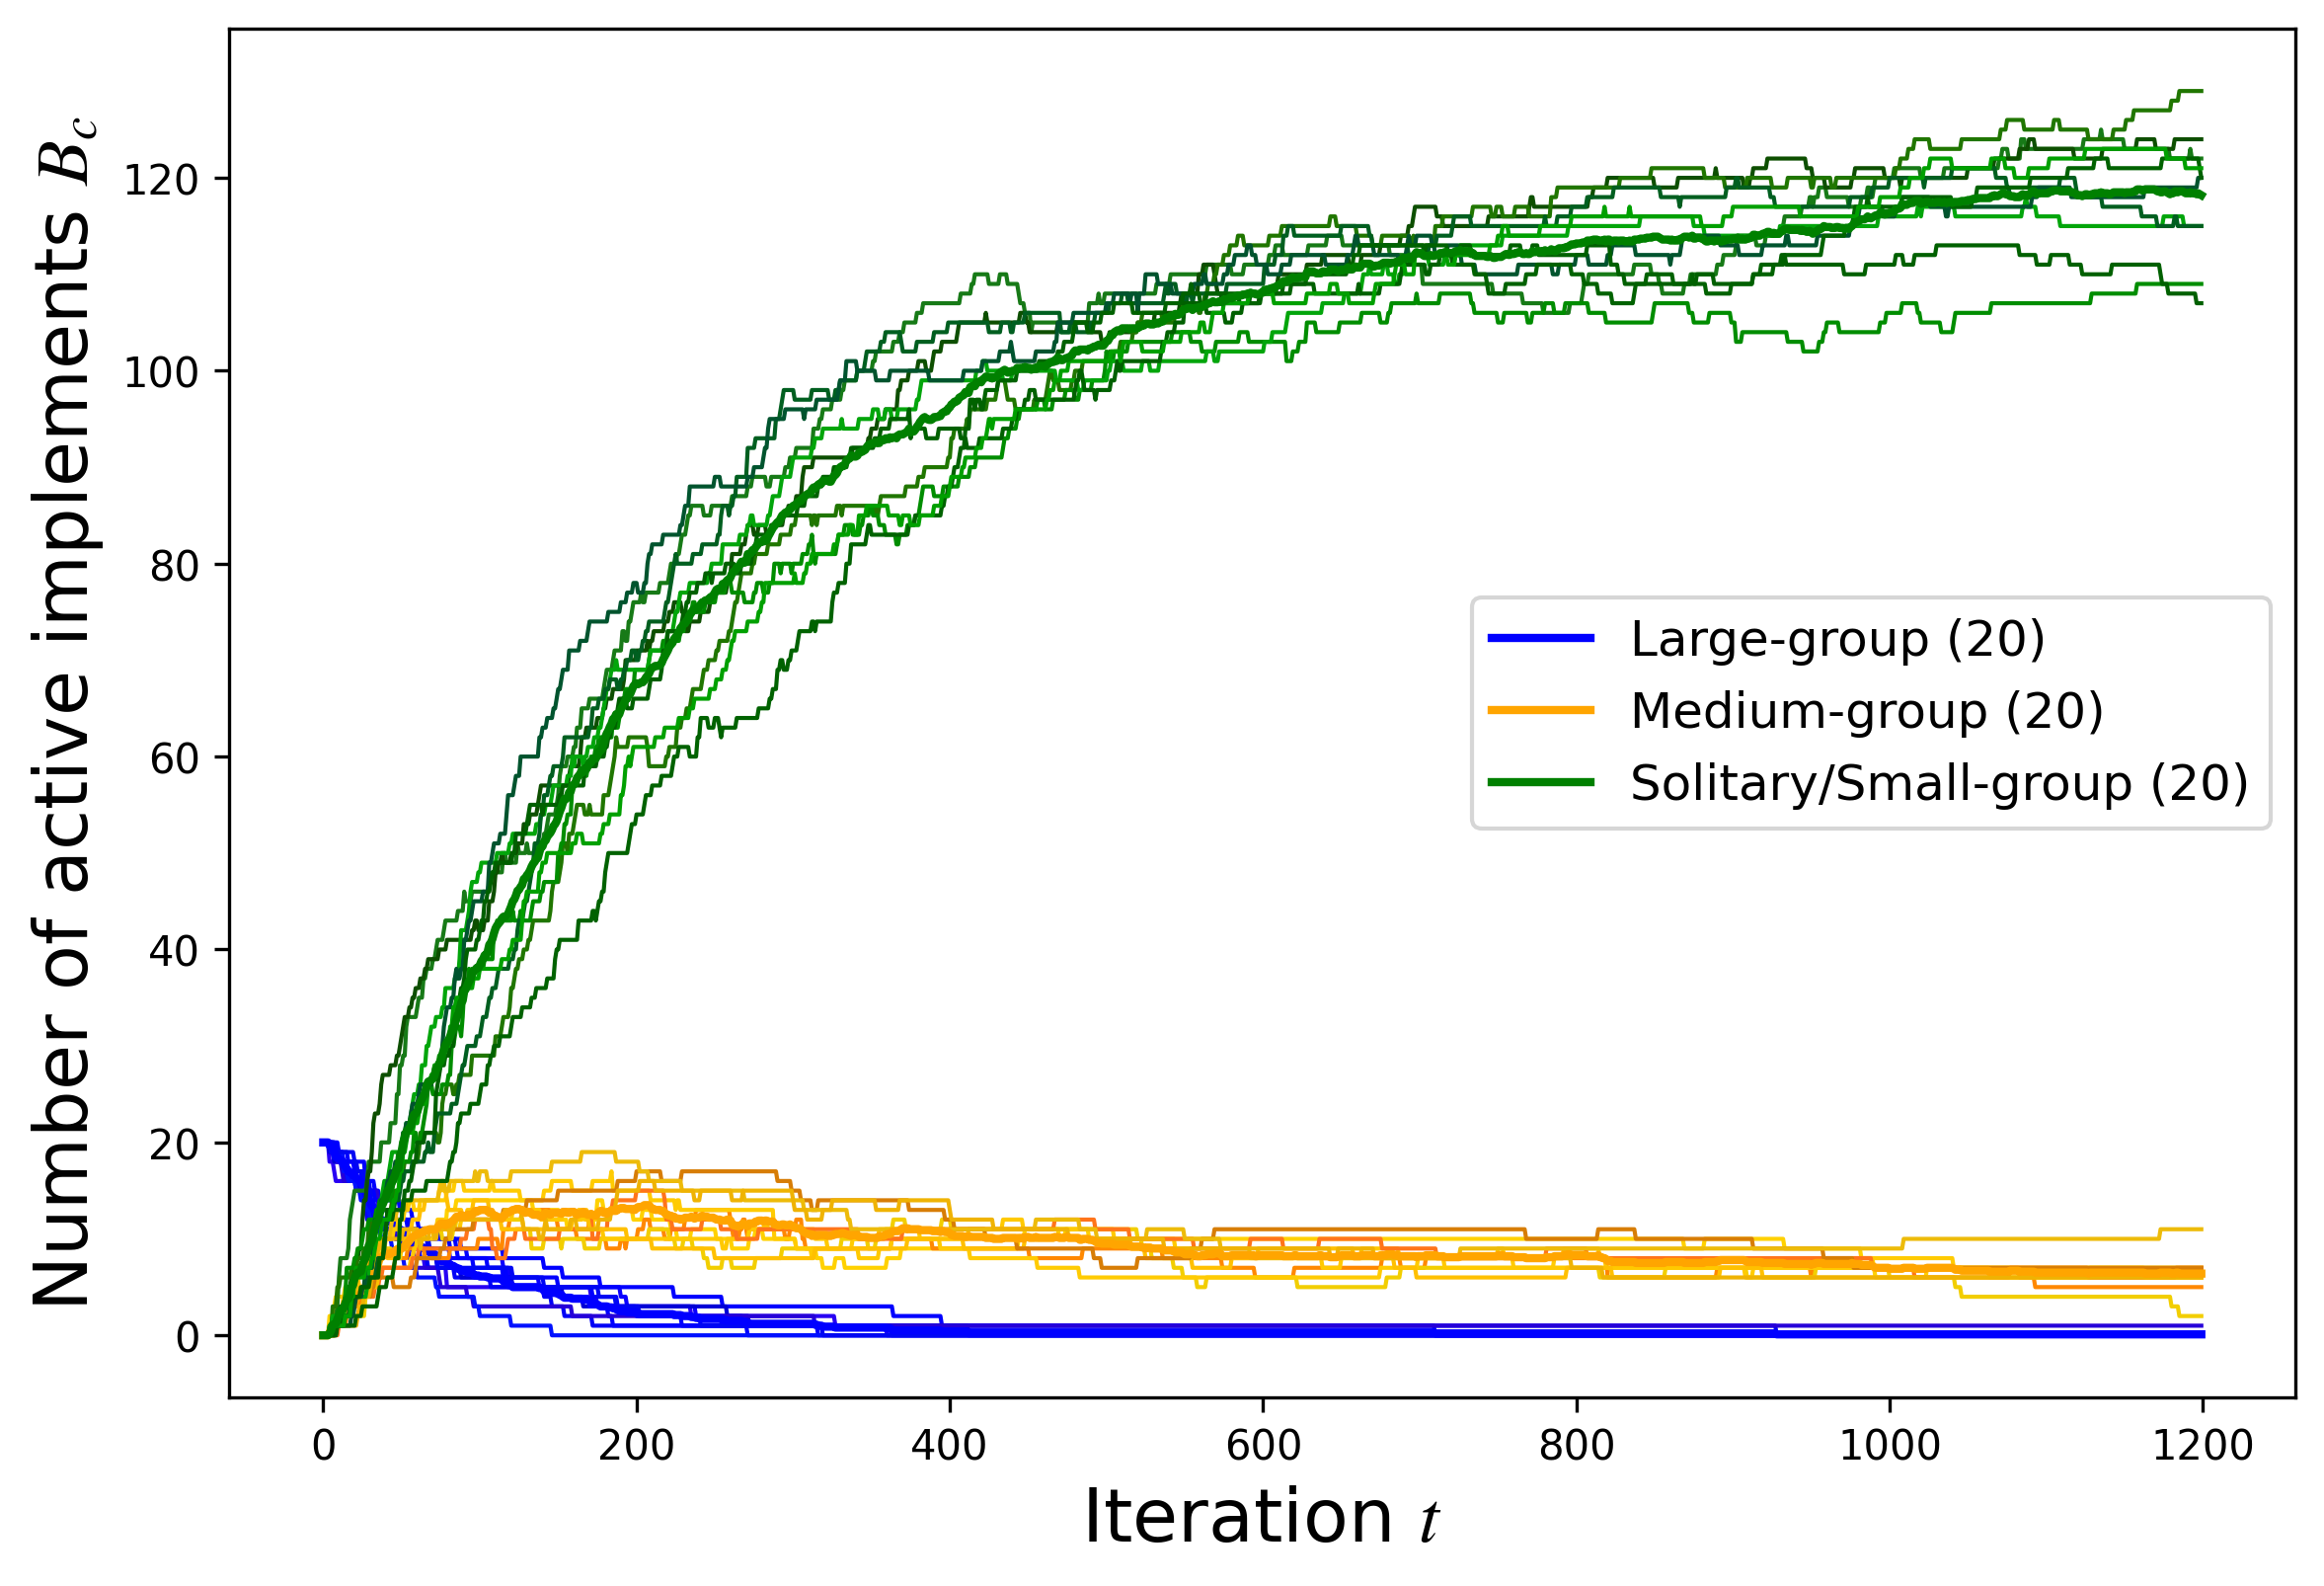 Number of active implements B_c
120
100
80
60
40
20
0
Large-group (20)
Medium-group (20)
Solitary/Small-group (20)
0 200 400 600 800 1000 1200
Iteration t